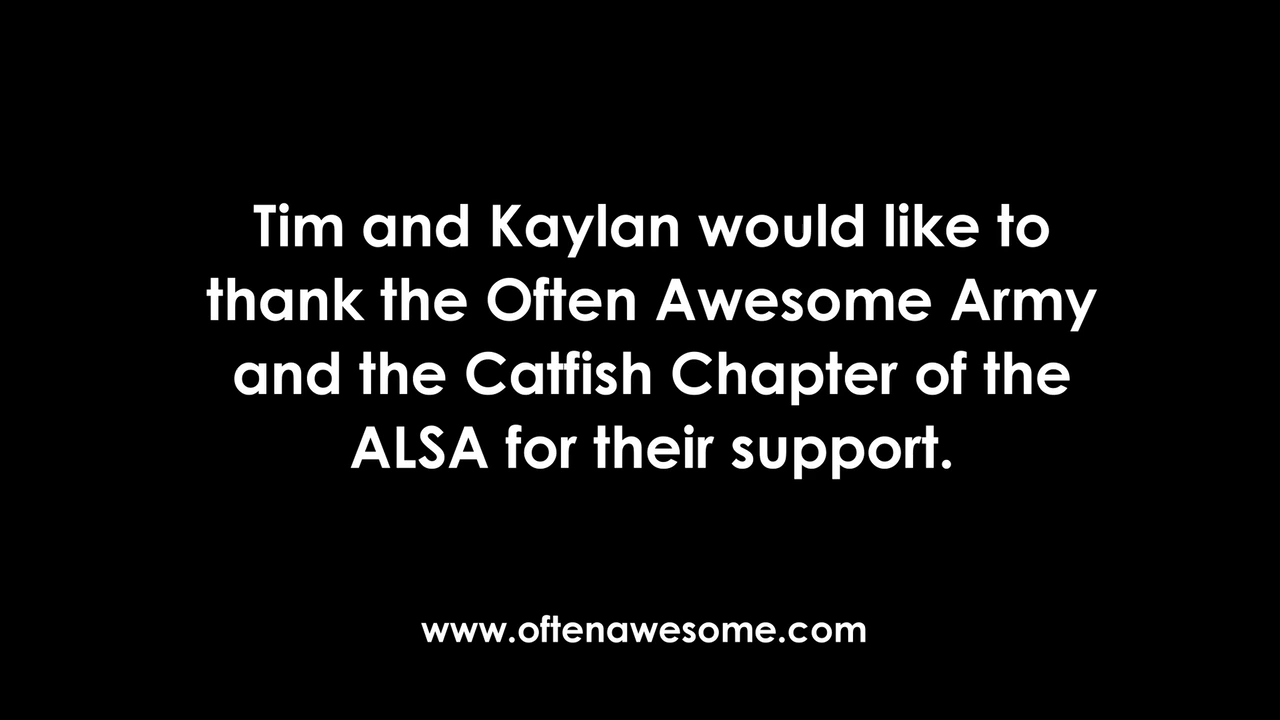 Tim and Kaylan would like to
thank the Often Awesome Army
and the Catfish Chapter of the
ALSA for their support.
www.oftenawesome.com